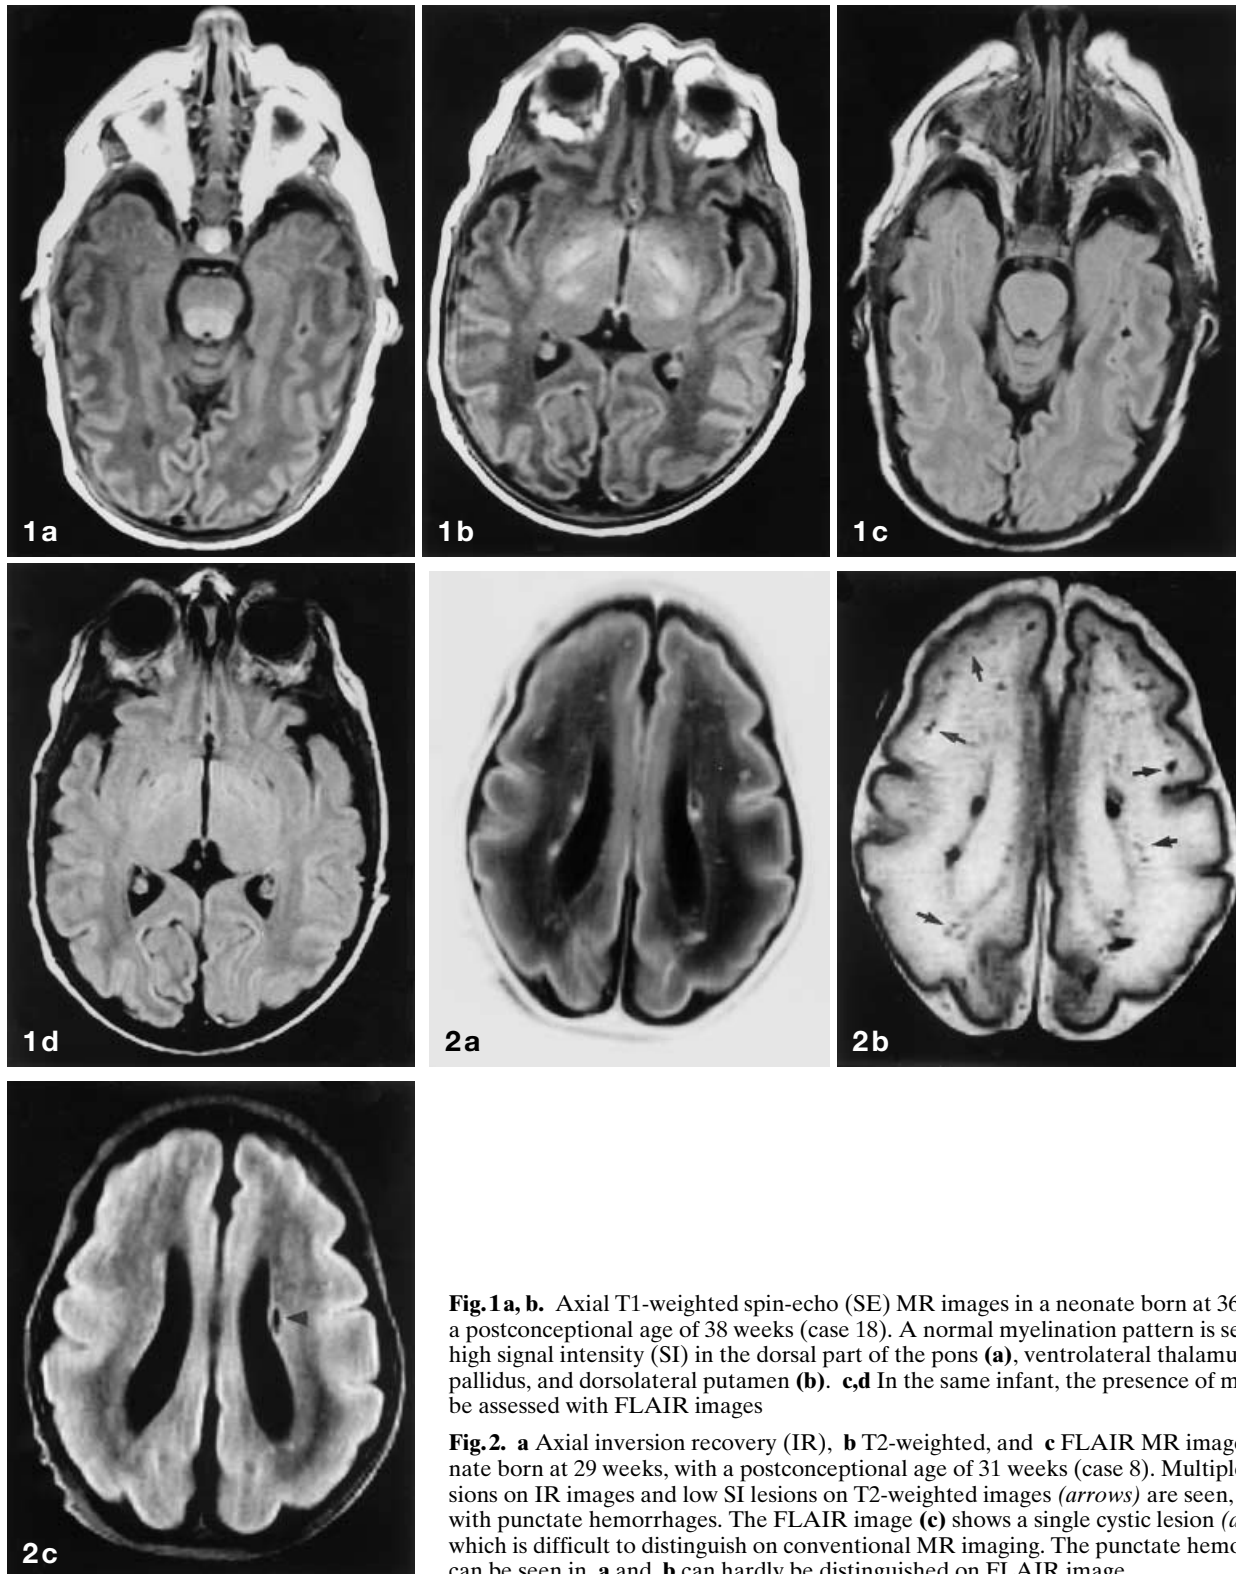 1a
1b
1c
1d
2a
2b
2c
Fig. 1 a, b. Axial T1-weighted spin-echo (SE) MR images in a neonate born at 36
a postconceptional age of 38 weeks (case 18). A normal myelination pattern is se
high signal intensity (SI) in the dorsal part of the pons (a), ventrolateral thalamu
pallidus, and dorsolateral putamen (b). c,d In the same infant, the presence of m
be assessed with FLAIR images
Fig. 2. a Axial inversion recovery (IR), b T2-weighted, and c FLAIR MR image
nate born at 29 weeks, with a postconceptional age of 31 weeks (case 8). Multipl
sions on IR images and low SI lesions on T2-weighted images (arrows) are seen,
with punctate hemorrhages. The FLAIR image (c) shows a single cystic lesion (a
which is difficult to distinguish on conventional MR imaging. The punctate hemo
can be seen in a and b can hardly be distinguished on FLAIR image